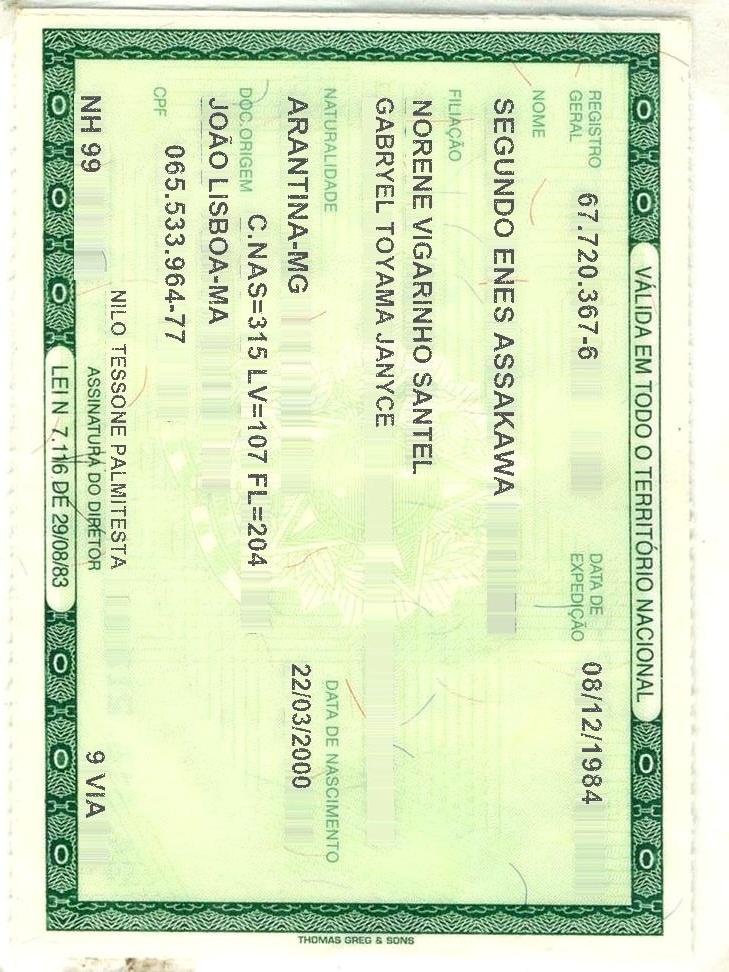 VÁLIDA EM TODO O TERRITÓRIO NACIONAL
REGISTRO GERAL 67.720.367-6 DATA DE EXPEDIÇÃO 08/12/1984
NOME
SEGUNDO ENES ASSAKAWA
FILIAÇÃO
NORENE VIGARINHO SANTEL
GABRYEL TOYAMA JANYCE
NATURALIDADE DATA DE NASCIMENTO
ARANTINA-MG 22/03/2000
DOC.ORIGEM C.NAS=315 LV=107 FL=204
JOÃO LISBOA-MA
CPF 065.533.964-77
NILO TESSONE PALMITESTA
NH 99 ASSINATURA DO DIRETOR 9 VIA
LEI N 7.116 DE 29/08/83
THOMAS GREG & SONS